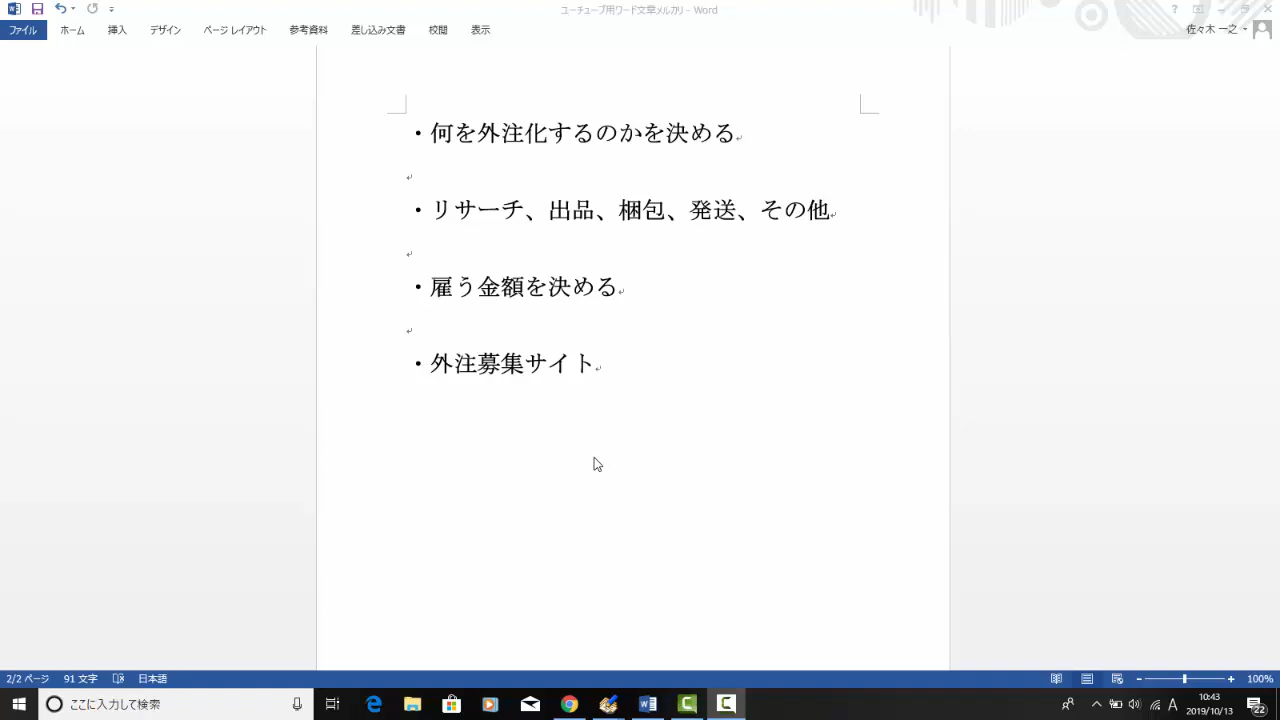 ユーチューブ用ワード文章メルカリ - Word
ファイル ホーム 挿入 デザイン ページ レイアウト 参考資料 差し込み文書 校閲 表示 佐々木 一之
・何を外注化するのかを決める
・リサーチ、出品、梱包、発送、その他
・雇う金額を決める
・外注募集サイト
2/2 ページ 91 文字 日本語 100%
ここに入力して検索 A 10:43
2019/10/13 22